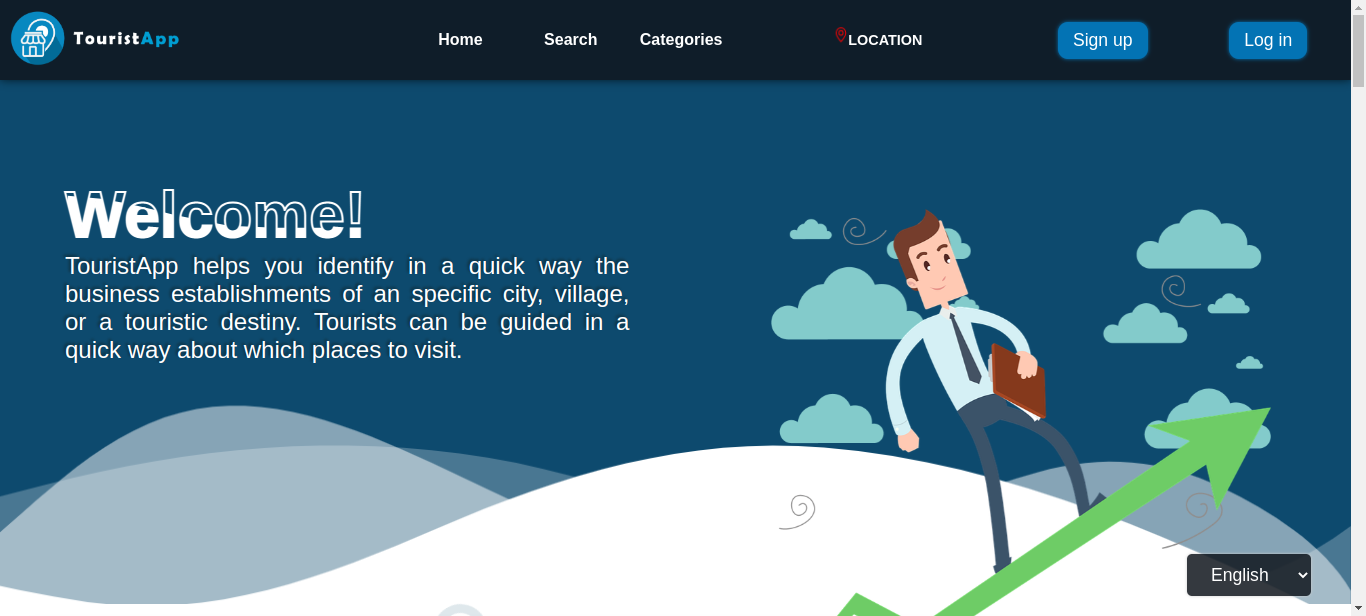 TouristApp
Home
Search
Categories
LOCATION
Sign up
Log in
Welcome!
TouristApp helps you identify in a quick way the
business establishments of an specific city, village,
or a touristic destiny. Tourists can be guided in a
quick way about which places to visit.
English